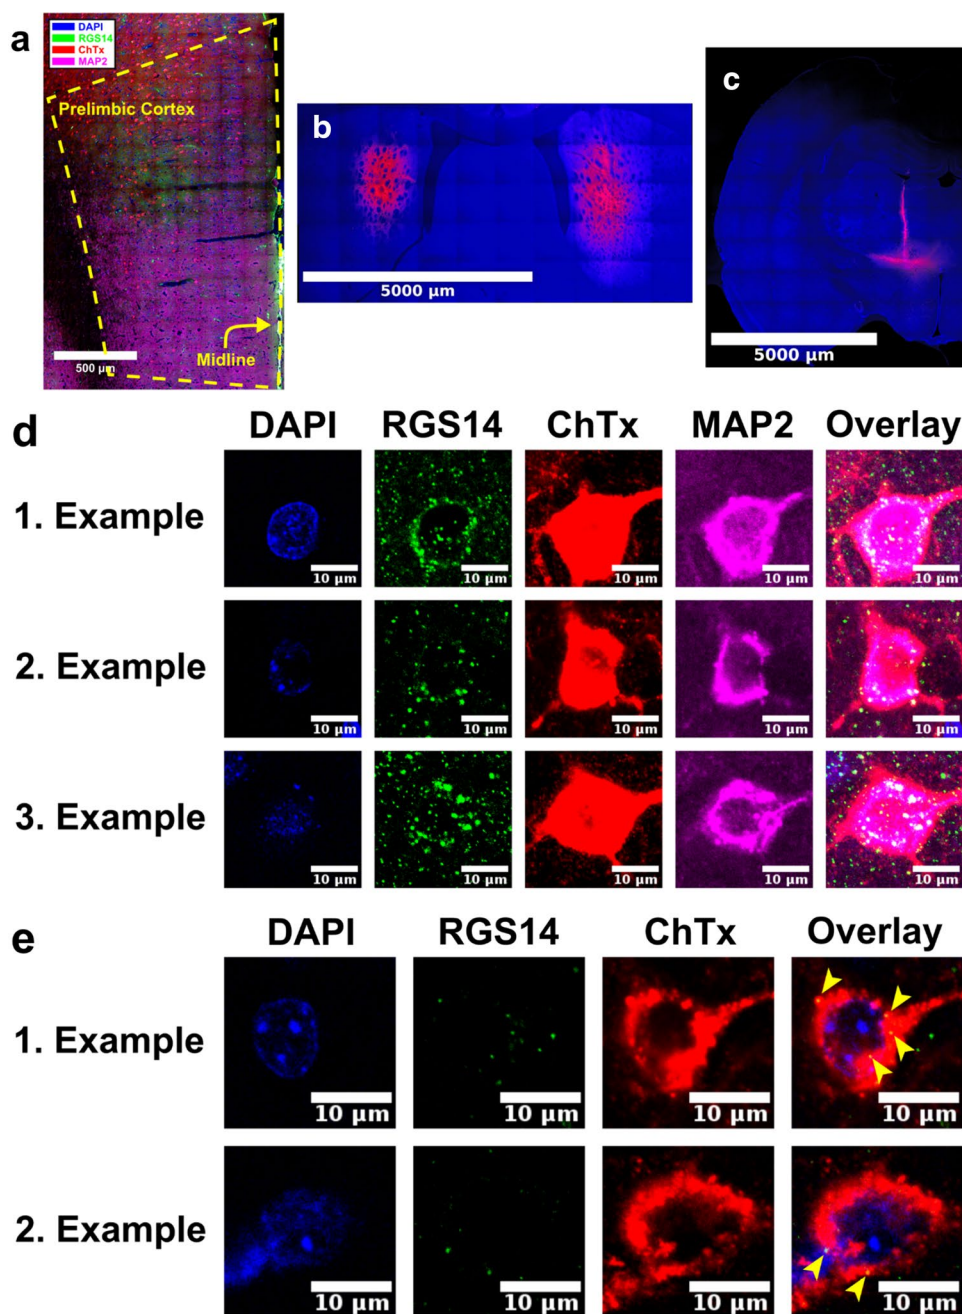 a
DAPI
RGS14
ChTx
MAP2
Prelimbic Cortex
Midline
500 µm
b
5000 µm
c
5000 µm
d
DAPI RGS14 ChTx MAP2 Overlay
1. Example
10 µm 10 µm 10 µm 10 µm 10 µm
2. Example
10 µm 10 µm 10 µm 10 µm 10 µm
3. Example
10 µm 10 µm 10 µm 10 µm 10 µm
e
DAPI RGS14 ChTx Overlay
1. Example
10 µm 10 µm 10 µm 10 µm
2. Example
10 µm 10 µm 10 µm 10 µm